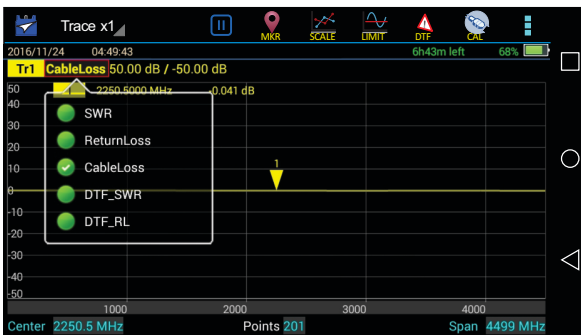 Trace x1
MKR SCALE LIMIT DTF CAL
2016/11/24 04:49:43 6h43m left 68%
Tr1 CableLoss 50.00 dB / -50.00 dB
50 1 2250.5000 MHz -0.041 dB
40
SWR
30
ReturnLoss
20
CableLoss
10 1
DTF_SWR
0
-10
DTF_RL
-20
-30
-40
-50
1000 2000 3000 4000
Center 2250.5 MHz Points 201 Span 4499 MHz